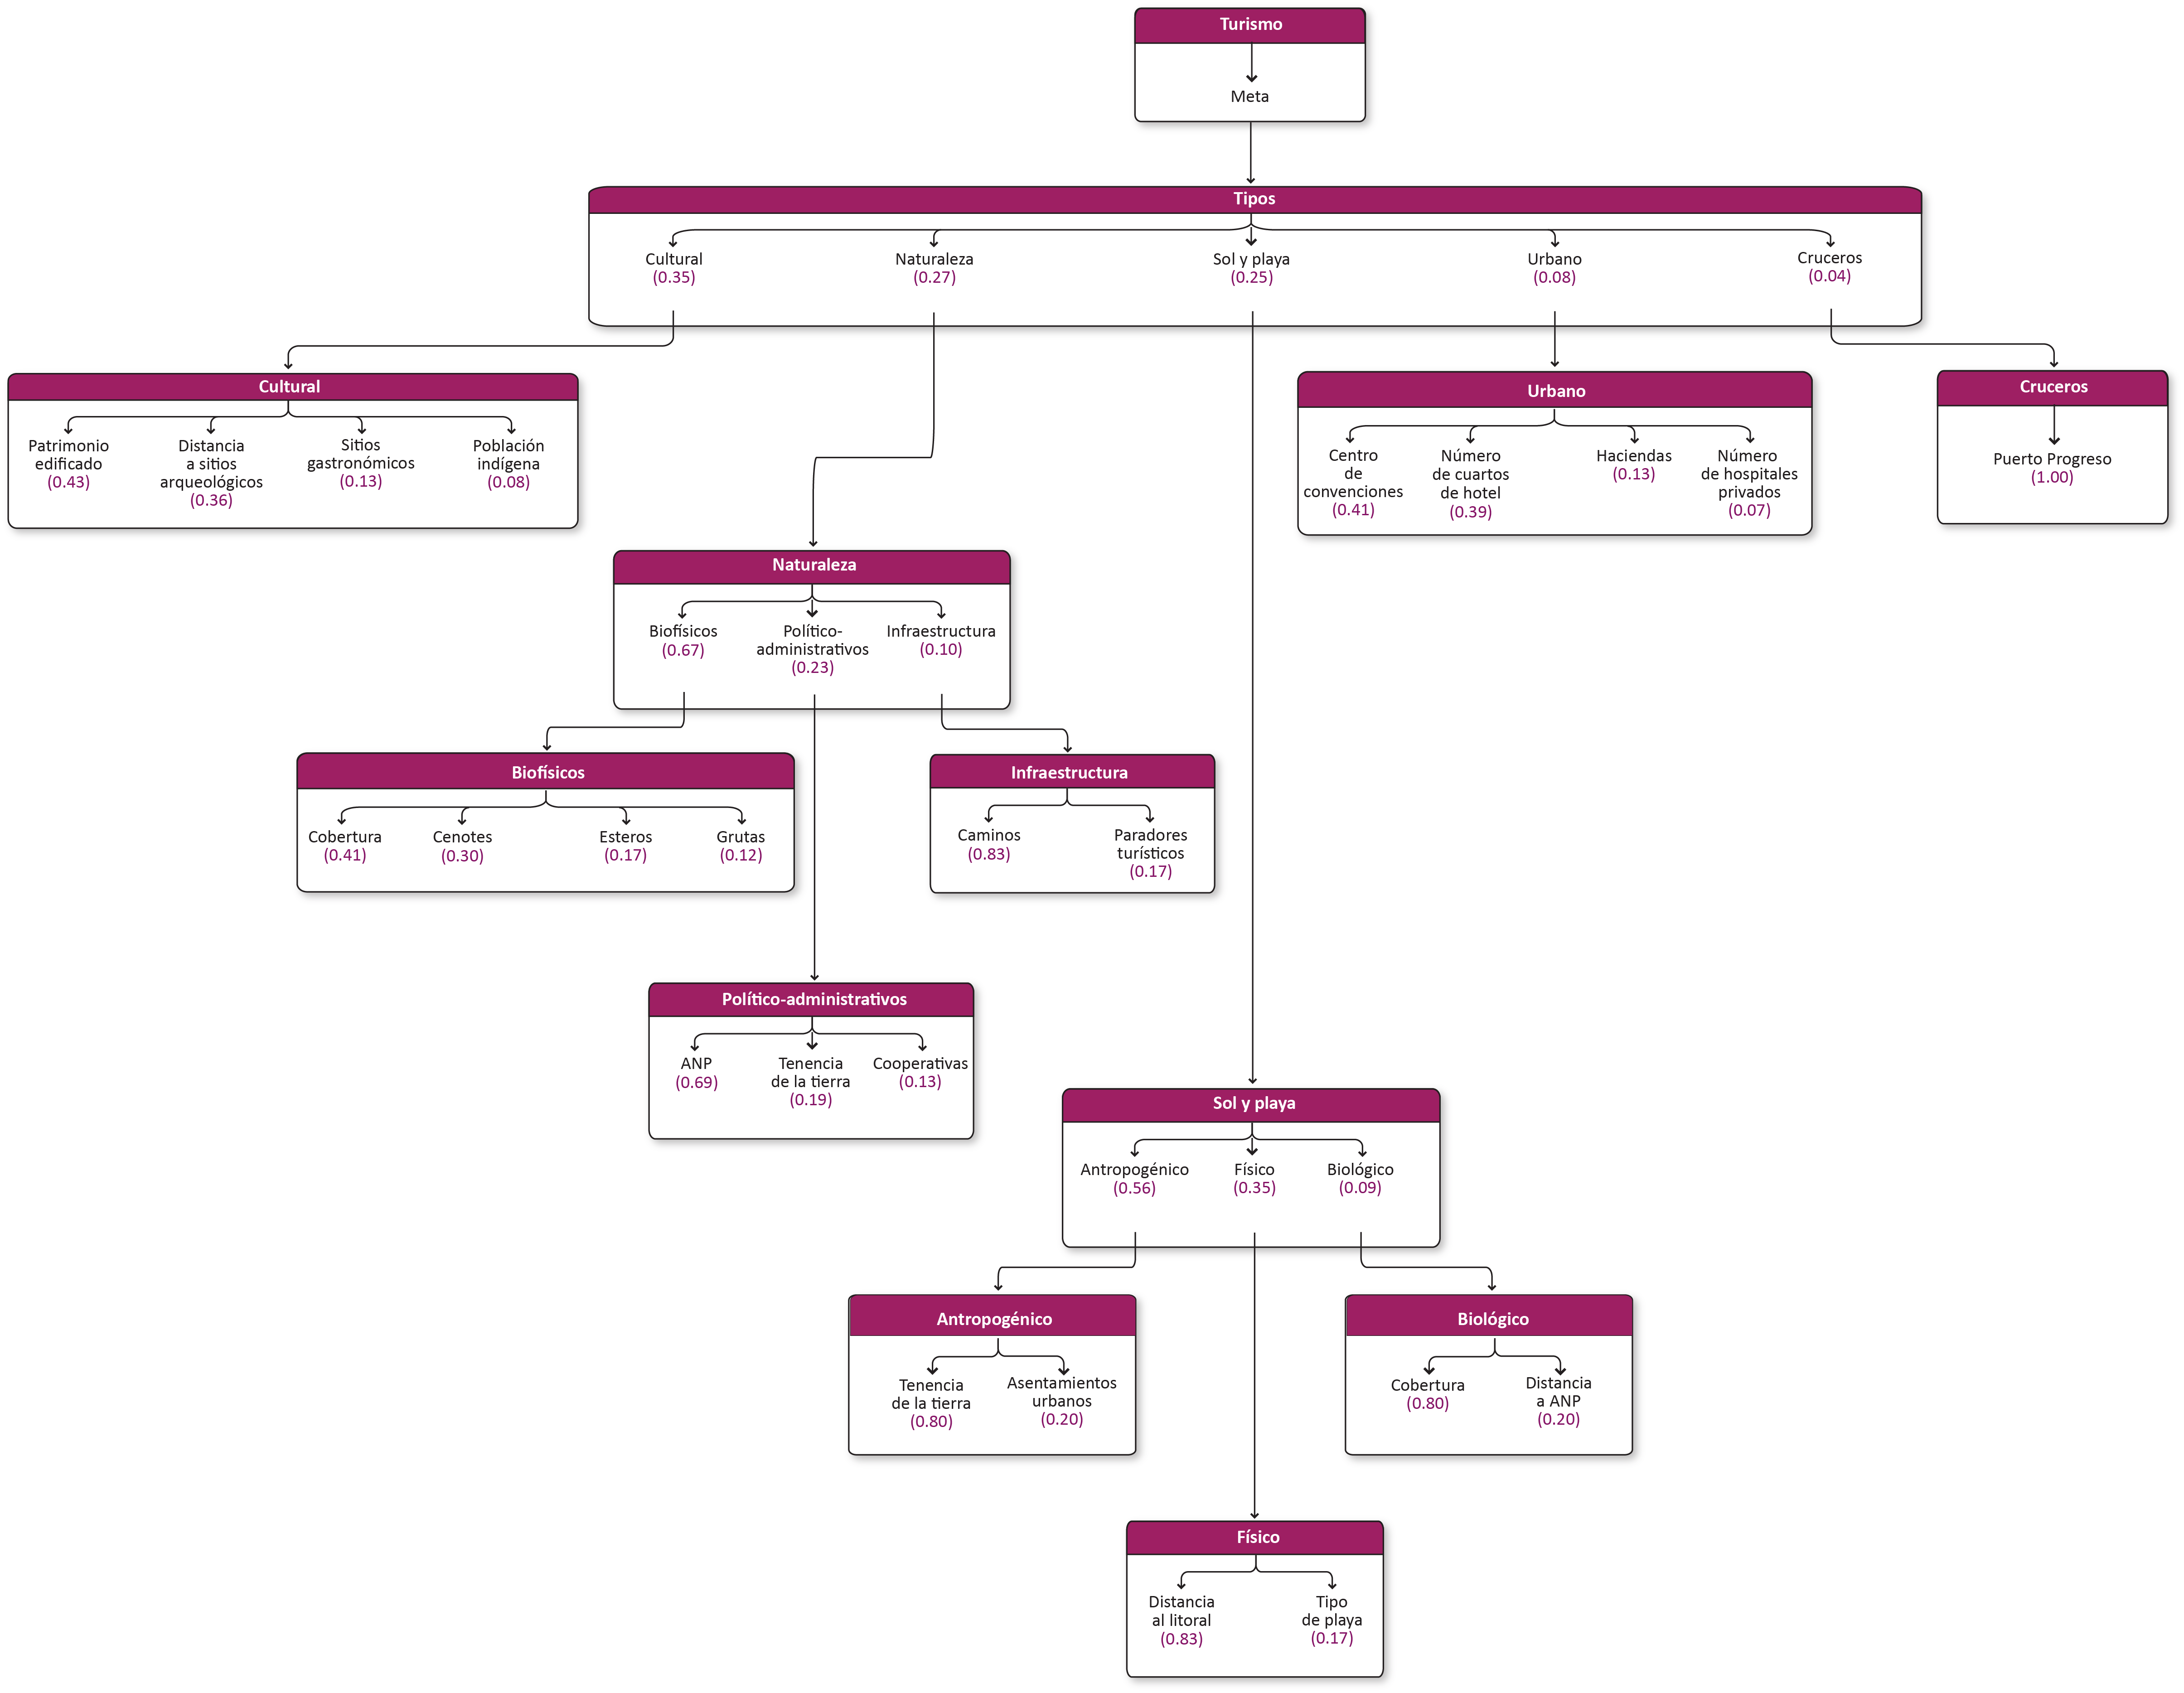 Turismo
Meta
Tipos
Cultural
(0.35)
Naturaleza
(0.27)
Sol y playa
(0.25)
Urbano
(0.08)
Cruceros
(0.04)
Cultural
Patrimonio
edificado
(0.43)
Distancia
a sitios
arqueológicos
(0.36)
Sitios
gastronómicos
(0.13)
Población
indígena
(0.08)
Urbano
Centro
de
convenciones
(0.41)
Número
de cuartos
de hotel
(0.39)
Haciendas
(0.13)
Número
de hospitales
privados
(0.07)
Cruceros
Puerto Progreso
(1.00)
Naturaleza
Biofísicos
(0.67)
Político-
administrativos
(0.23)
Infraestructura
(0.10)
Biofísicos
Cobertura
(0.41)
Cenotes
(0.30)
Esteros
(0.17)
Grutas
(0.12)
Infraestructura
Caminos
(0.83)
Paradores
turísticos
(0.17)
Político-administrativos
ANP
(0.69)
Tenencia
de la tierra
(0.19)
Cooperativas
(0.13)
Sol y playa
Antropogénico
(0.56)
Físico
(0.35)
Biológico
(0.09)
Antropogénico
Tenencia
de la tierra
(0.80)
Asentamientos
urbanos
(0.20)
Biológico
Cobertura
(0.80)
Distancia
a ANP
(0.20)
Físico
Distancia
al litoral
(0.83)
Tipo
de playa
(0.17)